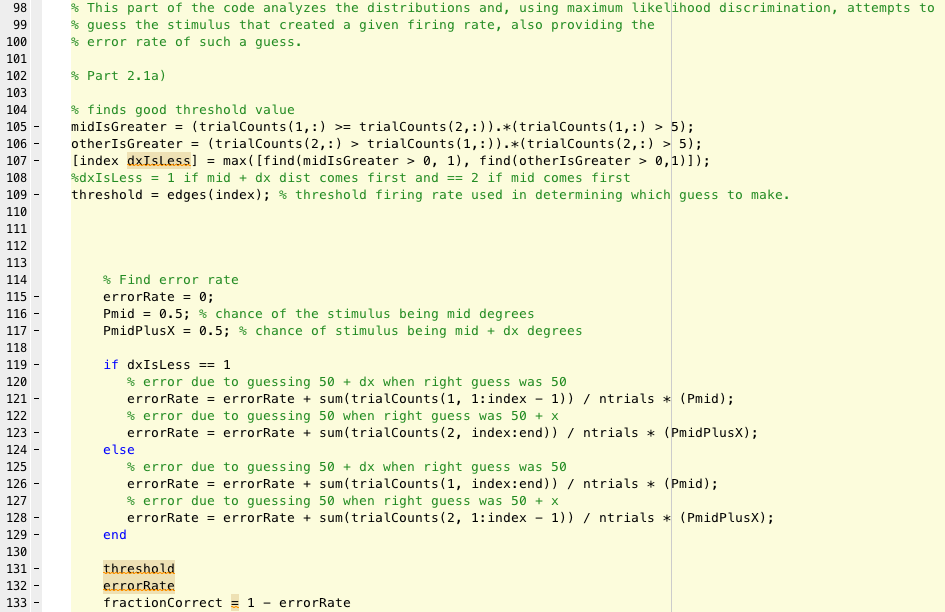 98 % This part of the code analyzes the distributions and, using maximum likelihood discrimination, attempts to
99 % guess the stimulus that created a given firing rate, also providing the
100 % error rate of such a guess.
101
102 % Part 2.1a)
103
104 % finds good threshold value
105 - midIsGreater = (trialCounts(1,:) >= trialCounts(2,:)).*(trialCounts(1,:) > 5);
106 - otherIsGreater = (trialCounts(2,:) > trialCounts(1,:)).*(trialCounts(2,:) > 5);
107 - [index dxIsLess] = max([find(midIsGreater > 0, 1), find(otherIsGreater > 0,1)]);
108 %dxIsLess = 1 if mid + dx dist comes first and == 2 if mid comes first
109 - threshold = edges(index); % threshold firing rate used in determining which guess to make.
110
111
112
113
114 % Find error rate
115 - errorRate = 0;
116 - Pmid = 0.5; % chance of the stimulus being mid degrees
117 - PmidPlusX = 0.5; % chance of stimulus being mid + dx degrees
118
119 - if dxIsLess == 1
120 % error due to guessing 50 + dx when right guess was 50
121 - errorRate = errorRate + sum(trialCounts(1, 1:index - 1)) / ntrials * (Pmid);
122 % error due to guessing 50 when right guess was 50 + x
123 - errorRate = errorRate + sum(trialCounts(2, index:end)) / ntrials * (PmidPlusX);
124 - else
125 % error due to guessing 50 + dx when right guess was 50
126 - errorRate = errorRate + sum(trialCounts(1, index:end)) / ntrials * (Pmid);
127 % error due to guessing 50 when right guess was 50 + x
128 - errorRate = errorRate + sum(trialCounts(2, 1:index - 1)) / ntrials * (PmidPlusX);
129 - end
130
131 - threshold
132 - errorRate
133 - fractionCorrect = 1 - errorRate